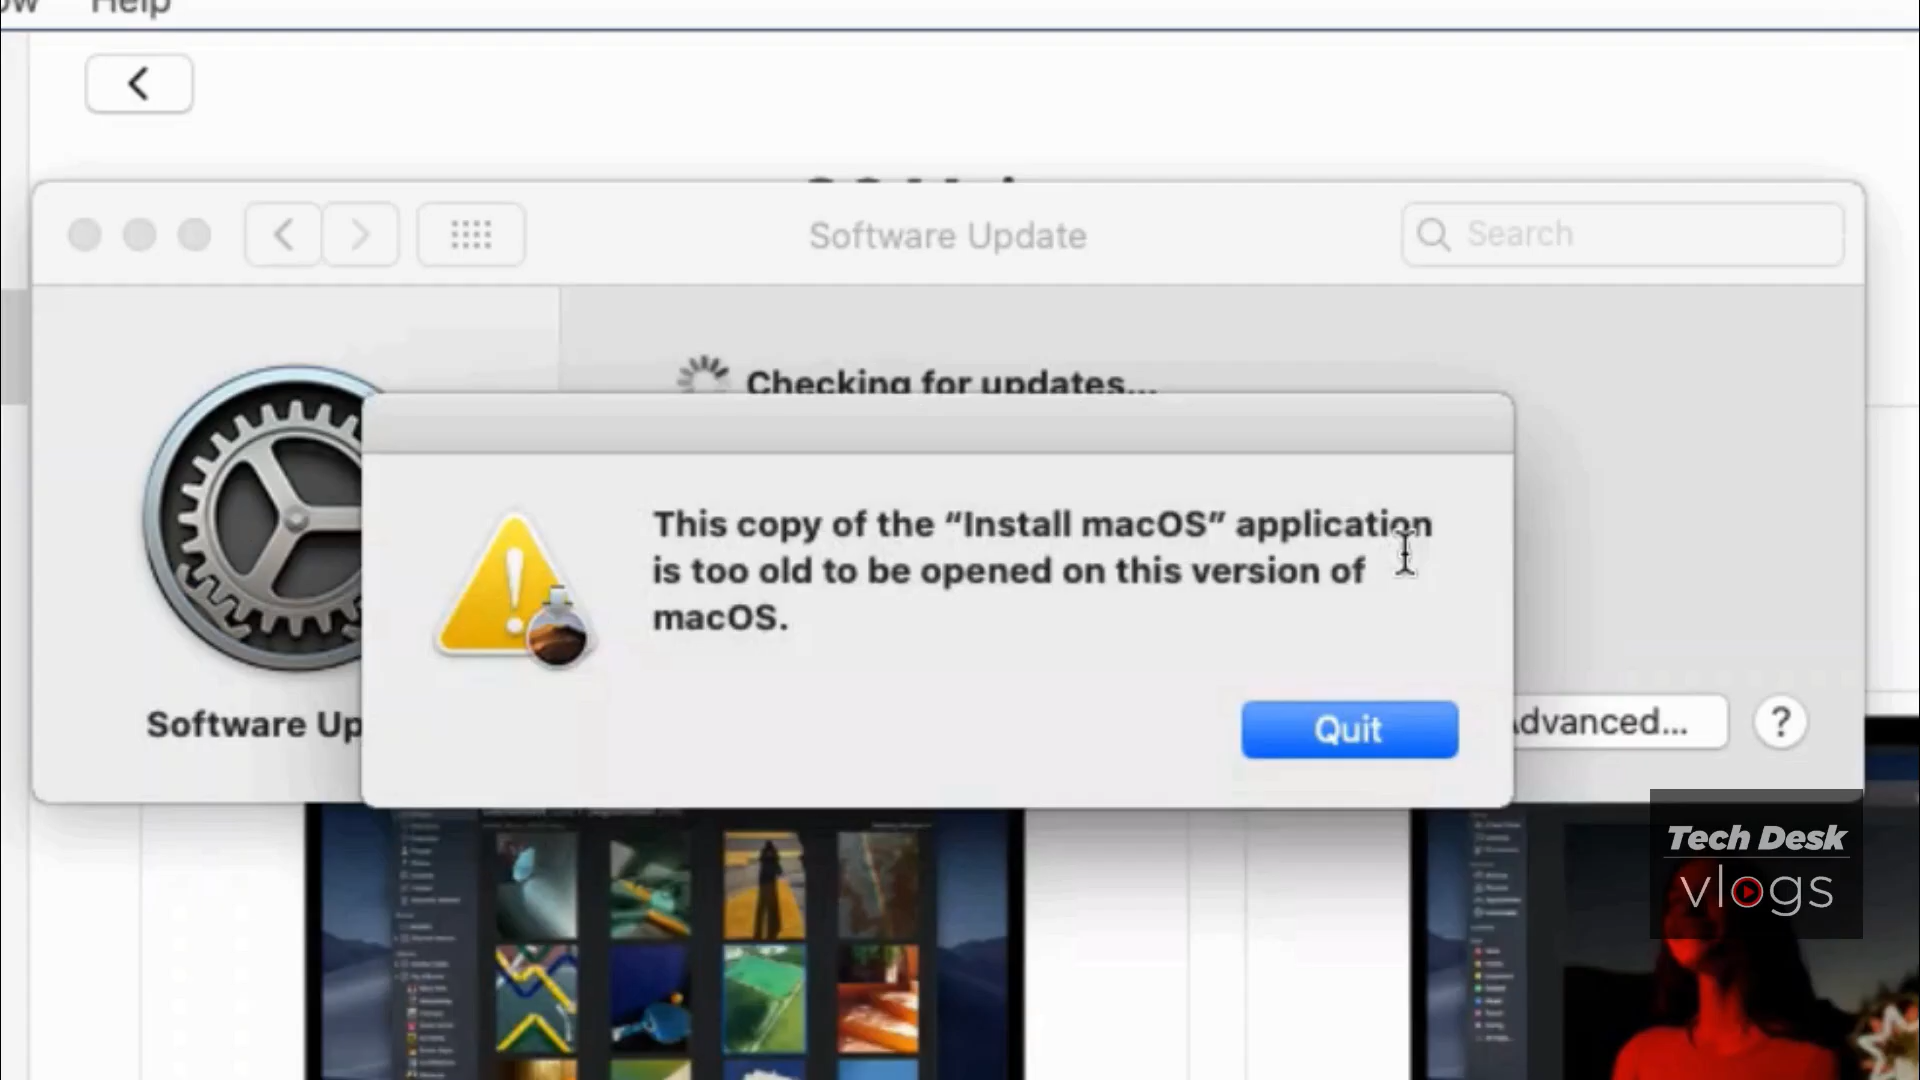 Help
Software Update
Search
Checking for updates...
This copy of the “Install macOS” application
is too old to be opened on this version of
macOS.
Software Up
Quit
Advanced...
?
Tech Desk
vlogs